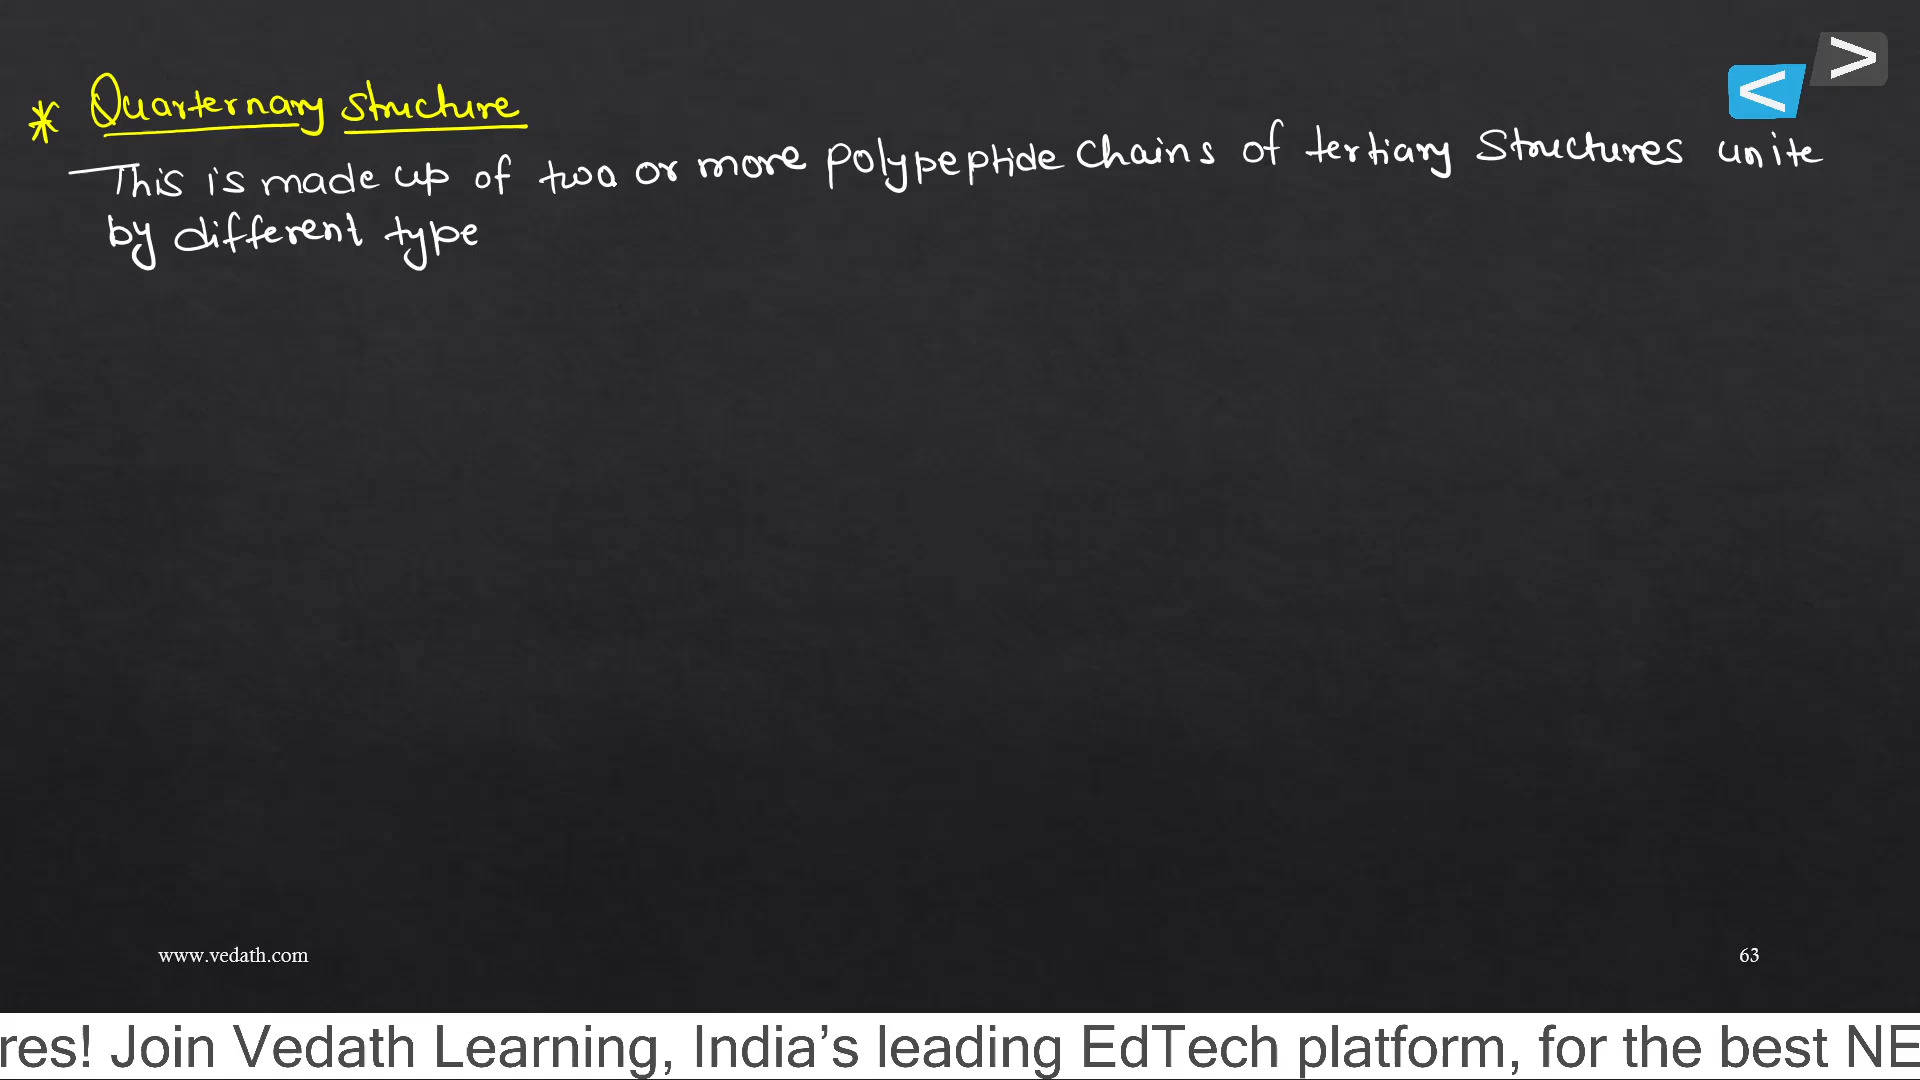 * Quarternary structure
This is made up of two or more polypeptide chains of tertiary structures unite
by different type
www.vedath.com
63
res! Join Vedath Learning, India’s leading EdTech platform, for the best NE